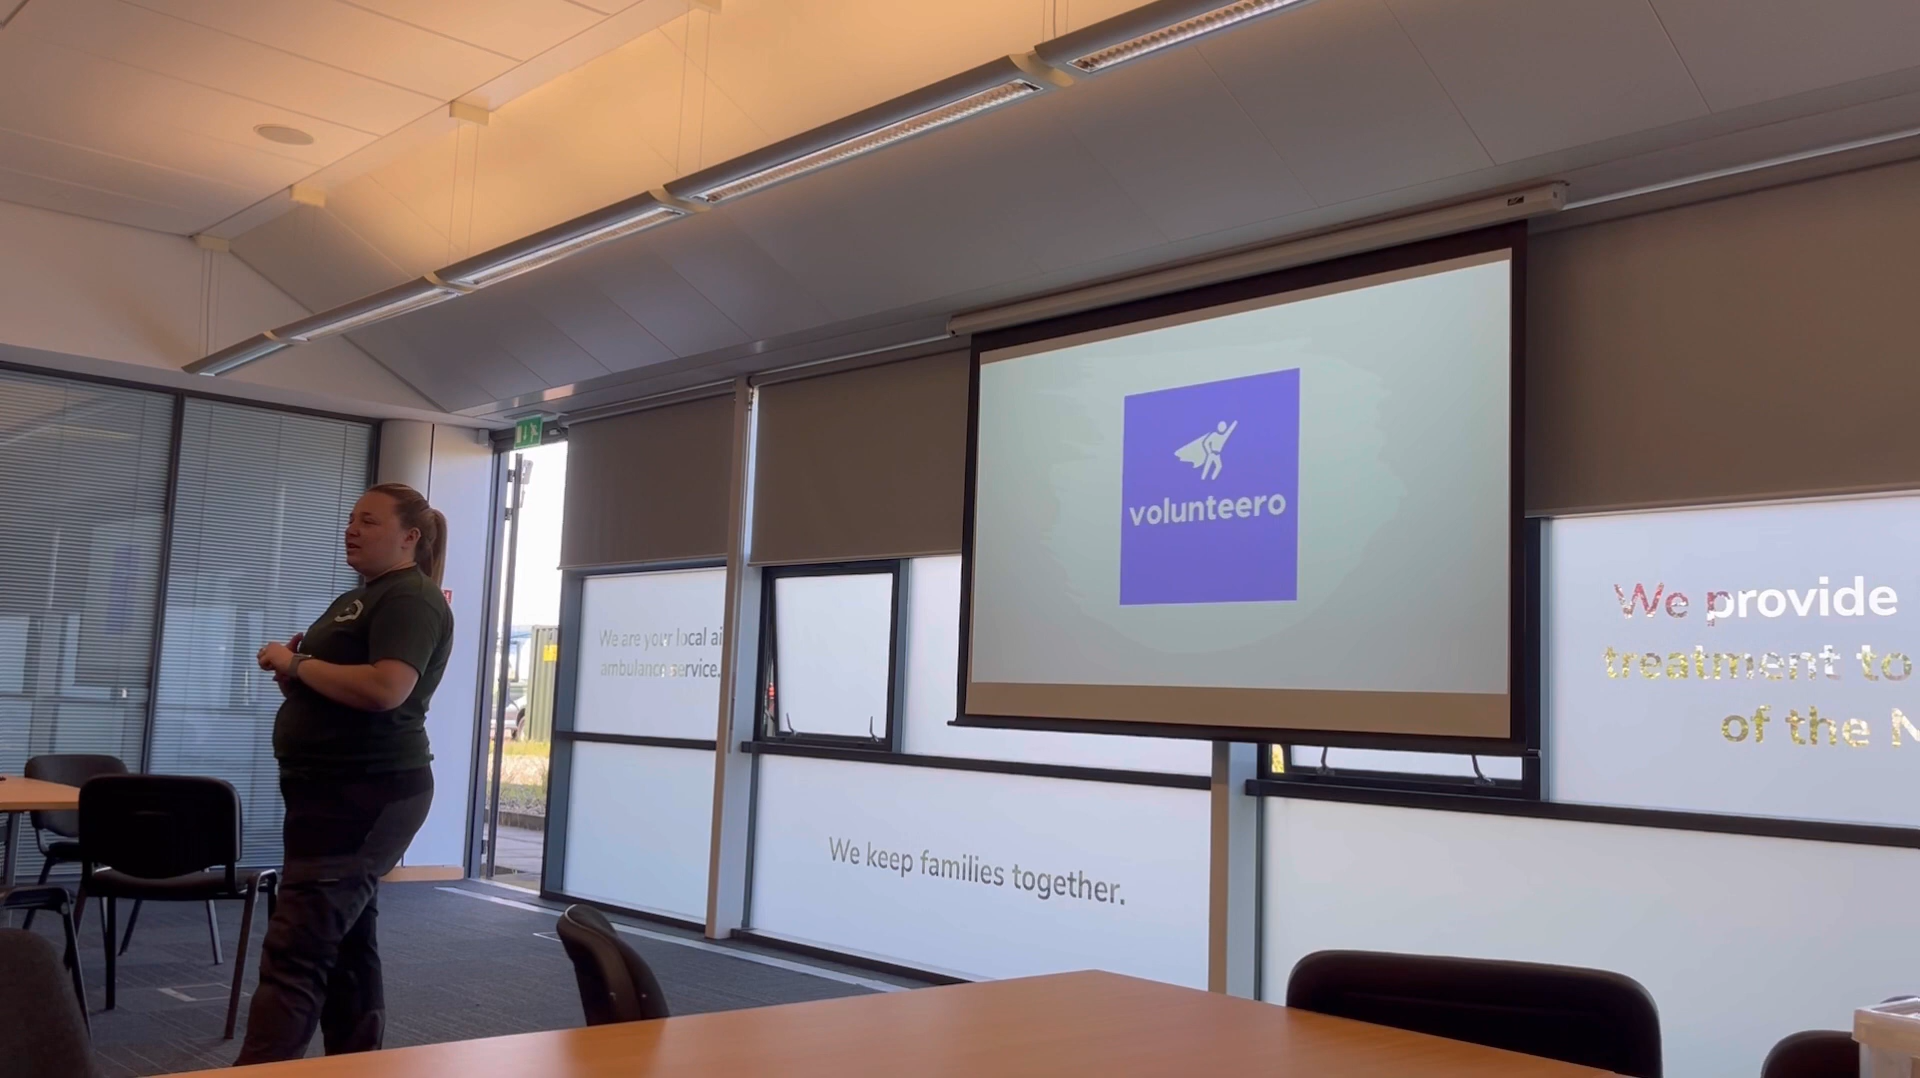 volunteero
We are your local ai
ambulance service.
We keep families together.
We provide
treatment to
of the N